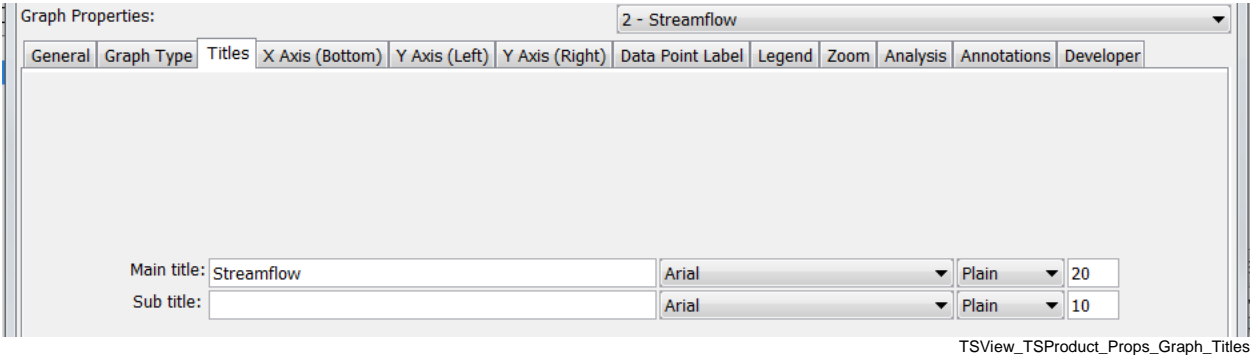 Graph Properties: 2 - Streamflow
General Graph Type Titles X Axis (Bottom) Y Axis (Left) Y Axis (Right) Data Point Label Legend Zoom Analysis Annotations Developer
Main title: Streamflow Arial Plain 20
Sub title: Arial Plain 10
TSView_TSProduct_Props_Graph_Titles